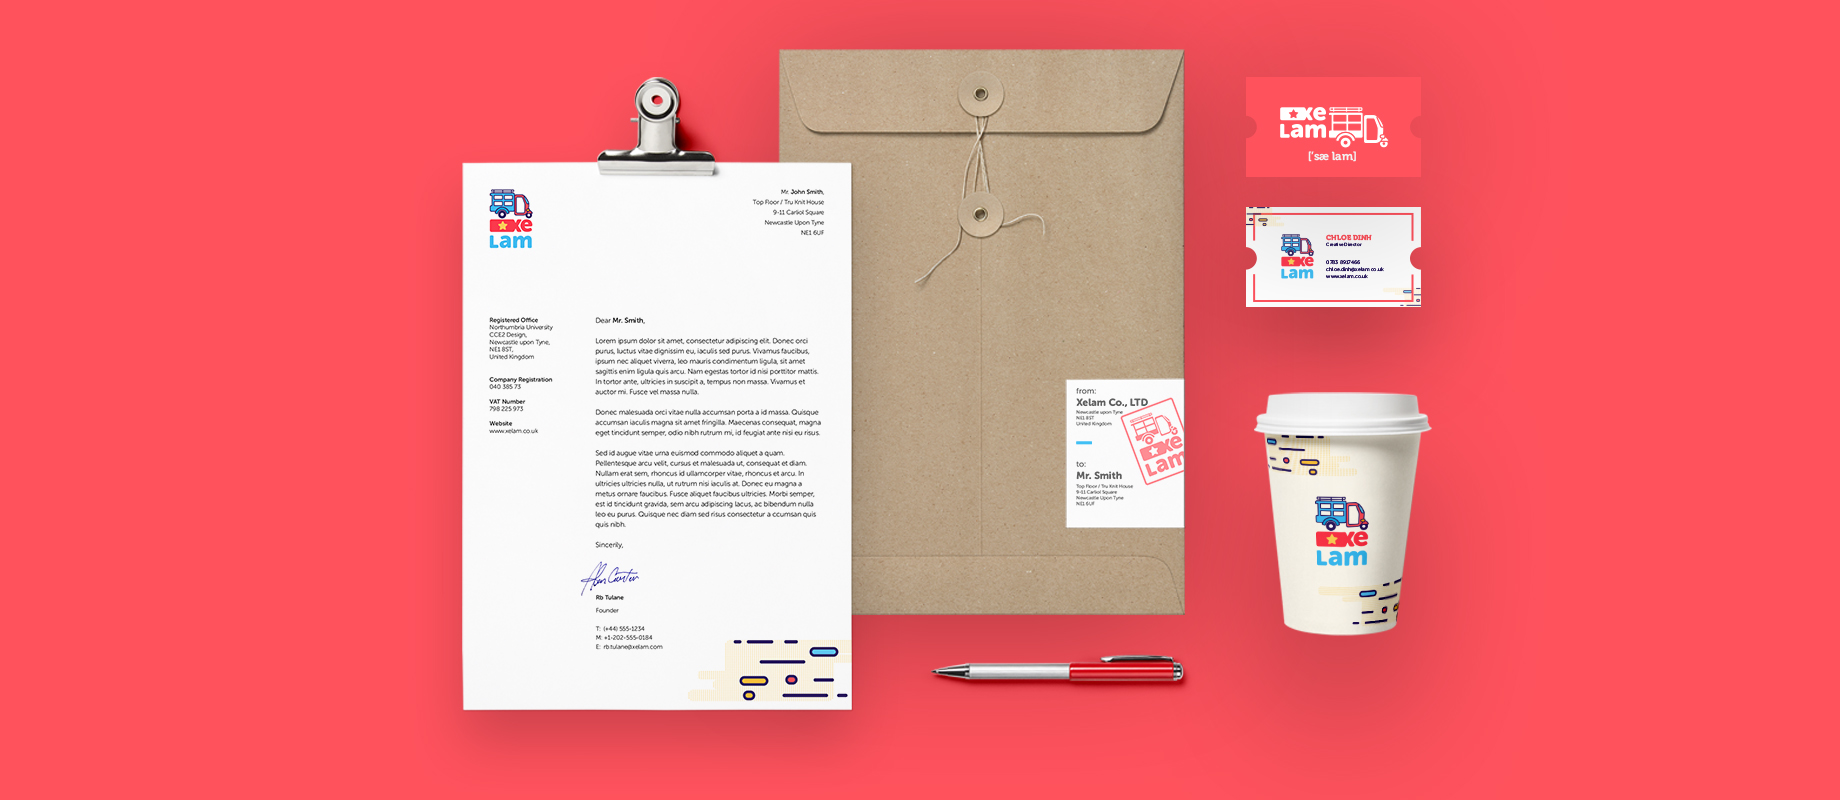 xe
Lam
Mr. John Smith,
Top Floor / Tru Knit House
9-11 Carliol Square
Newcastle Upon Tyne
NE1 6UF
Registered Office
Northumbria University
CCE2 Design,
Newcastle upon Tyne,
NE1 8ST,
United Kingdom
Company Registration
040 385 73
VAT Number
798 225 973
Website
www.xelam.co.uk
Dear Mr. Smith,
Lorem ipsum dolor sit amet, consectetur adipiscing elit. Donec orci
purus, luctus vitae dignissim eu, iaculis sed purus. Vivamus faucibus,
ipsum nec aliquet viverra, leo mauris condimentum ligula, sit amet
sagittis enim ligula quis arcu. Nam egestas tortor id nisi porttitor mattis.
In tortor ante, ultricies in suscipit a, tempus non massa. Vivamus et
auctor mi. Fusce vel massa nulla.
Donec malesuada orci vitae nulla accumsan porta a id massa. Quisque
accumsan iaculis magna sit amet fringilla. Maecenas consequat, magna
eget tincidunt semper, odio nibh rutrum mi, id feugiat ante nisi eu risus.
Sed id augue vitae urna euismod commodo aliquet a quam.
Pellentesque arcu velit, cursus et malesuada ut, consequat et diam.
Nullam erat sem, rhoncus id ullamcorper vitae, rhoncus et arcu. In
ultricies ultricies nulla, ut rutrum nisi iaculis at. Donec eu magna a
metus ornare faucibus. Fusce aliquet faucibus ultricies. Morbi semper,
est id tincidunt gravida, sem arcu adipiscing lacus, ac bibendum nulla
leo eu purus. Quisque nec diam sed risus consectetur a ccumsan quis
quis nibh.
Sincerily,
Rb Tulane
Founder
T: (+44) 555-1234
M: +1-202-555-0184
E: rb.tulane@xelam.com
from:
Xelam Co., LTD
Newcastle upon Tyne
NE1 8ST
United Kingdom
xe
Lam
to:
Mr. Smith
Top Floor / Tru Knit House
9-11 Carliol Square
Newcastle Upon Tyne
NE1 6UF
xe
Lam
['sæ lam]
xe
Lam
CHLOE DINH
Creative Director
0783 8917466
chloe.dinh@xelam.co.uk
www.xelam.co.uk
xe
Lam